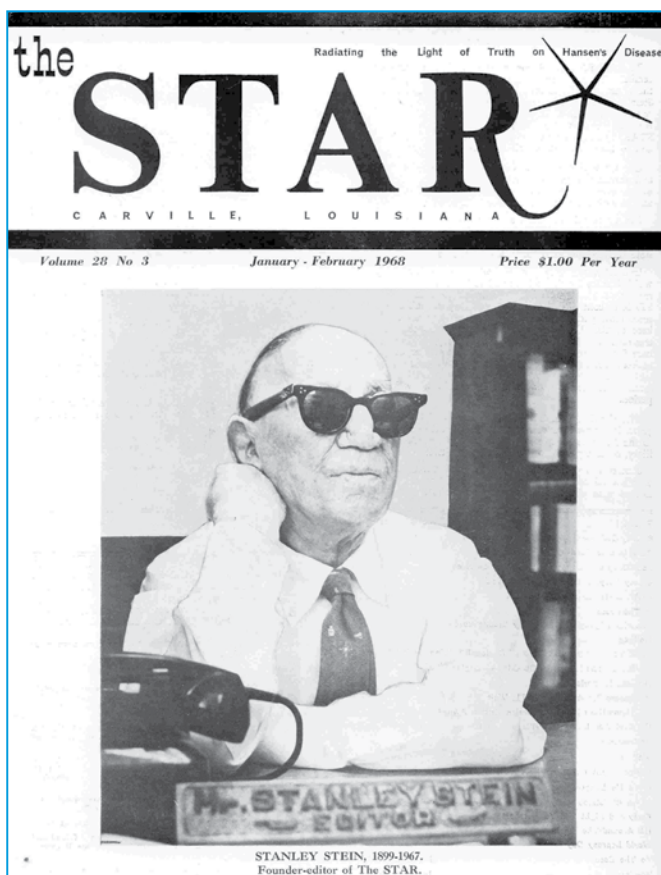 the
Radiating the Light of Truth on Hansen's Disease
STAR
CARVILLE, LOUISIANA
Volume 28 No 3
January - February 1968
Price $1.00 Per Year
Mr. STANLEY STEIN
EDITOR
STANLEY STEIN, 1899-1967.
Founder-editor of The STAR.